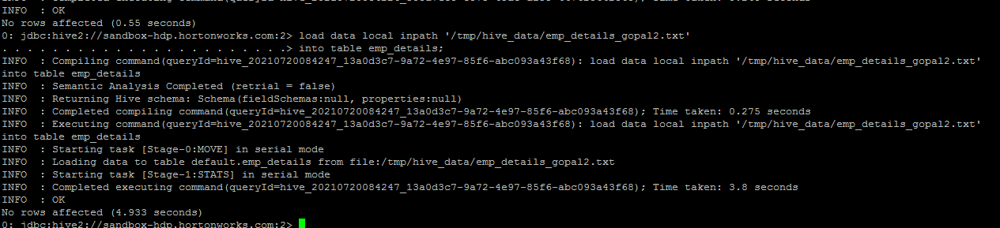 INFO  : OK
No rows affected (0.55 seconds)
0: jdbc:hive2://sandbox-hdp.hortonworks.com:2> load data local inpath '/tmp/hive_data/emp_details_gopal2.txt'
. . . . . . . . . . . . . . . . . . . . . . .> into table emp_details;
INFO  : Compiling command(queryId=hive_20210720084247_13a0d3c7-9a72-4e97-85f6-abc093a43f68): load data local inpath '/tmp/hive_data/emp_details_gopal2.txt'
into table emp_details
INFO  : Semantic Analysis Completed (retrial = false)
INFO  : Returning Hive schema: Schema(fieldSchemas:null, properties:null)
INFO  : Completed compiling command(queryId=hive_20210720084247_13a0d3c7-9a72-4e97-85f6-abc093a43f68); Time taken: 0.275 seconds
INFO  : Executing command(queryId=hive_20210720084247_13a0d3c7-9a72-4e97-85f6-abc093a43f68): load data local inpath '/tmp/hive_data/emp_details_gopal2.txt'
into table emp_details
INFO  : Starting task [Stage-0:MOVE] in serial mode
INFO  : Loading data to table default.emp_details from file:/tmp/hive_data/emp_details_gopal2.txt
INFO  : Starting task [Stage-1:STATS] in serial mode
INFO  : Completed executing command(queryId=hive_20210720084247_13a0d3c7-9a72-4e97-85f6-abc093a43f68); Time taken: 3.8 seconds
INFO  : OK
No rows affected (4.933 seconds)
0: jdbc:hive2://sandbox-hdp.hortonworks.com:2>